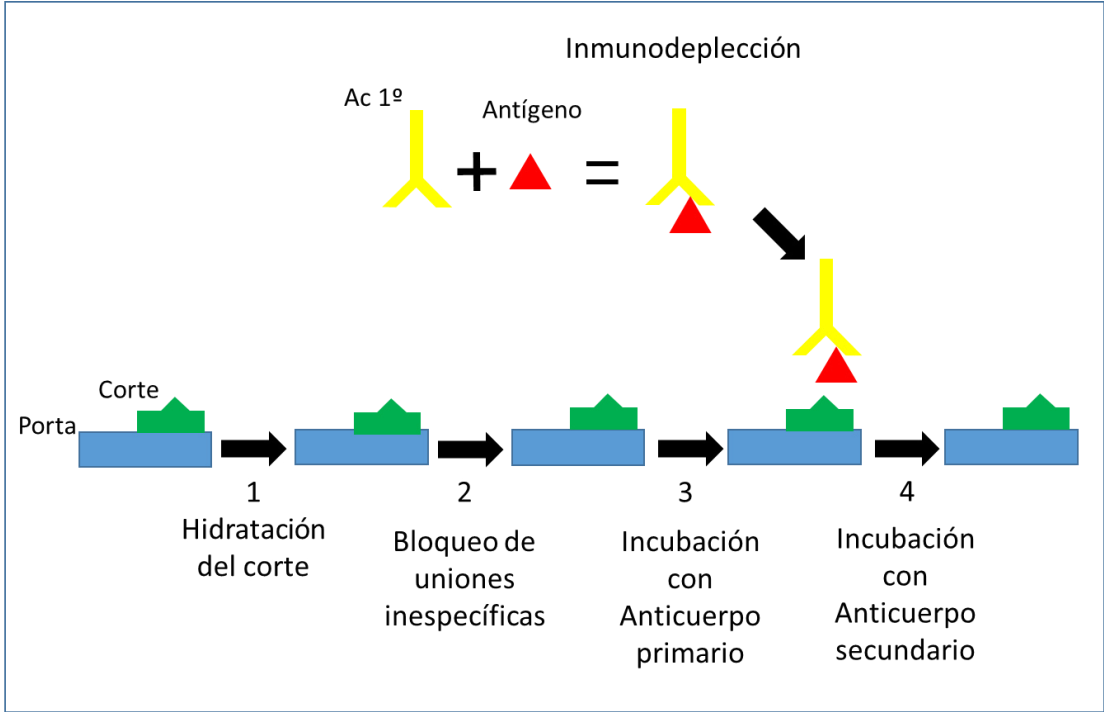 Inmunodeplección
Ac 1º
Antígeno
+
=
Corte
Porta
1
Hidratación
del corte
2
Bloqueo de
uniones
inespecíficas
3
Incubación
con
Anticuerpo
primario
4
Incubación
con
Anticuerpo
secundario